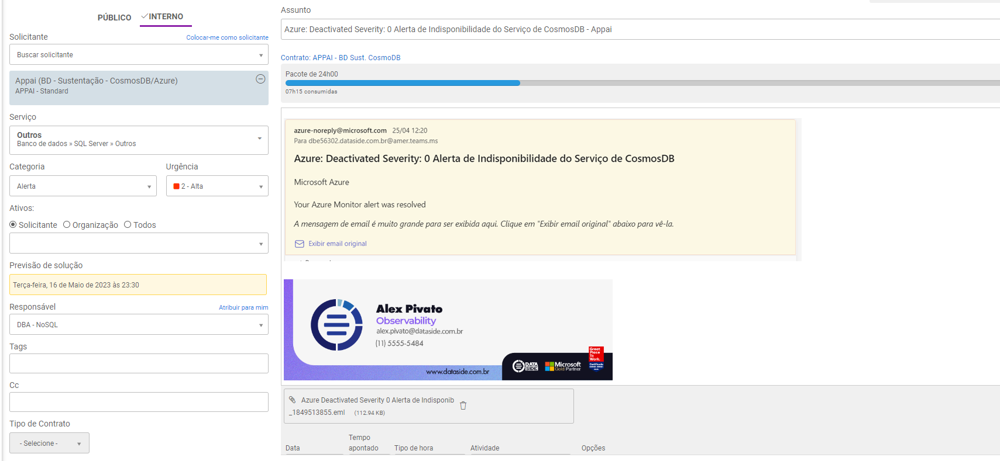 PÚBLICO
INTERNO
Solicitante
Colocar-me como solicitante
Buscar solicitante
Appai (BD - Sustentação - CosmosDB/Azure)
APPAI - Standard
Serviço
Outros
Banco de dados » SQL Server » Outros
Categoria
Urgência
Alerta
2 - Alta
Ativos:
Solicitante
Organização
Todos
Previsão de solução
Terça-feira, 16 de Maio de 2023 às 23:30
Responsável
Atribuir para mim
DBA - NoSQL
Tags
Cc
Tipo de Contrato
- Selecione -
Assunto
Azure: Deactivated Severity: 0 Alerta de Indisponibilidade do Serviço de CosmosDB - Appai
Contrato: APPAI - BD Sust. CosmoDB
Pacote de 24h00
07h15 consumidas
azure-noreply@microsoft.com 25/04 12:20
Para dbe56302.dataside.com.br@amer.teams.ms
Azure: Deactivated Severity: 0 Alerta de Indisponibilidade do Serviço de CosmosDB
Microsoft Azure
Your Azure Monitor alert was resolved
A mensagem de email é muito grande para ser exibida aqui. Clique em "Exibir email original" abaixo para vê-la.
Exibir email original
Alex Pivato
Observability
alex.pivato@dataside.com.br
(11) 5555-5484
www.dataside.com.br
DATA
SIDE
Microsoft
Gold Partner
Great
Place
To
Work.
Azure Deactivated Severity 0 Alerta de Indisponib
_1849513855.eml (112.94 KB)
Data
Tempo
apontado
Tipo de hora
Atividade
Opções